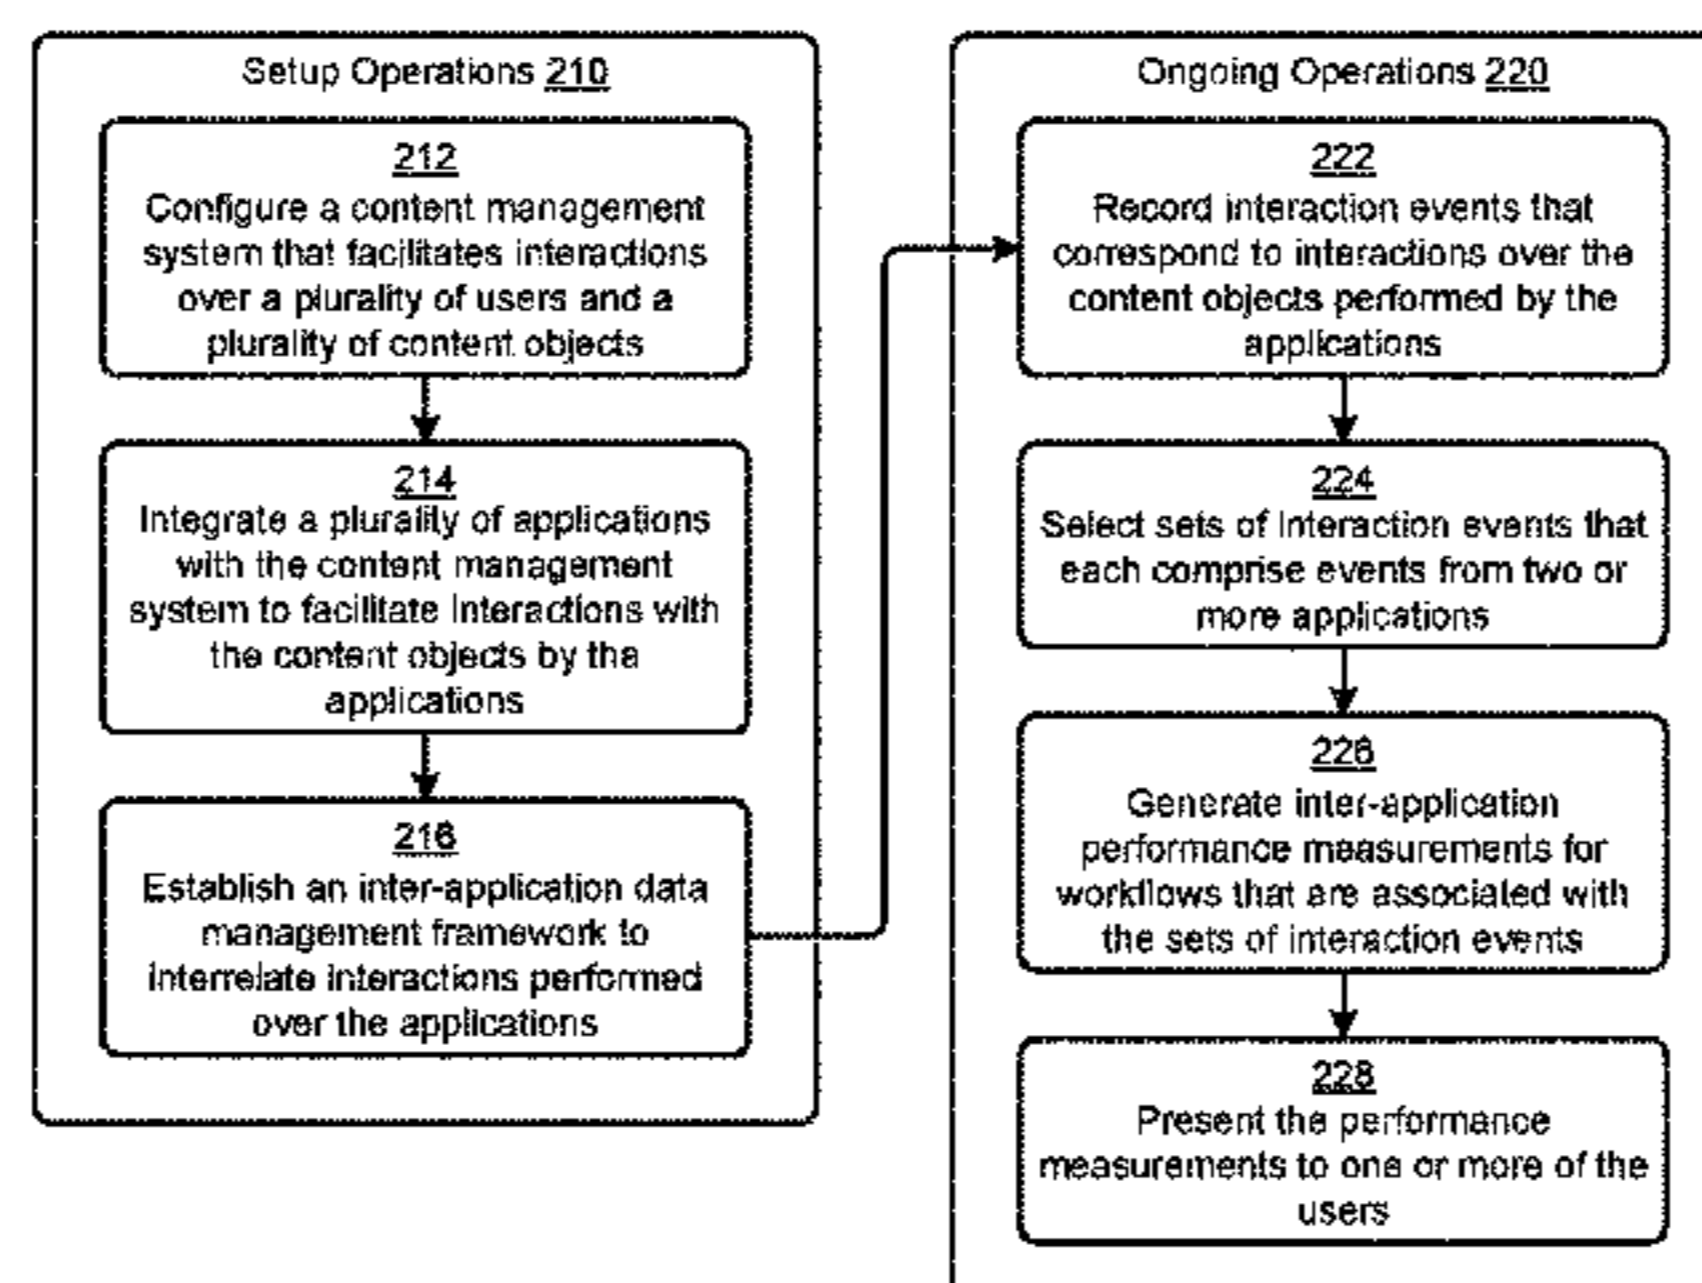 Setup Operations 210
212
Configure a content management
system that facilitates interactions
over a plurality of users and a
plurality of content objects
214
Integrate a plurality of applications
with the content management
system to facilitate interactions with
the content objects by the
applications
216
Establish an inter-application data
management framework to
interrelate interactions performed
over the applications
Ongoing Operations 220
222
Record interaction events that
correspond to interactions over the
content objects performed by the
applications
224
Select sets of interaction events that
each comprise events from two or
more applications
226
Generate inter-application
performance measurements for
workflows that are associated with
the sets of interaction events
228
Present the performance
measurements to one or more of the
users